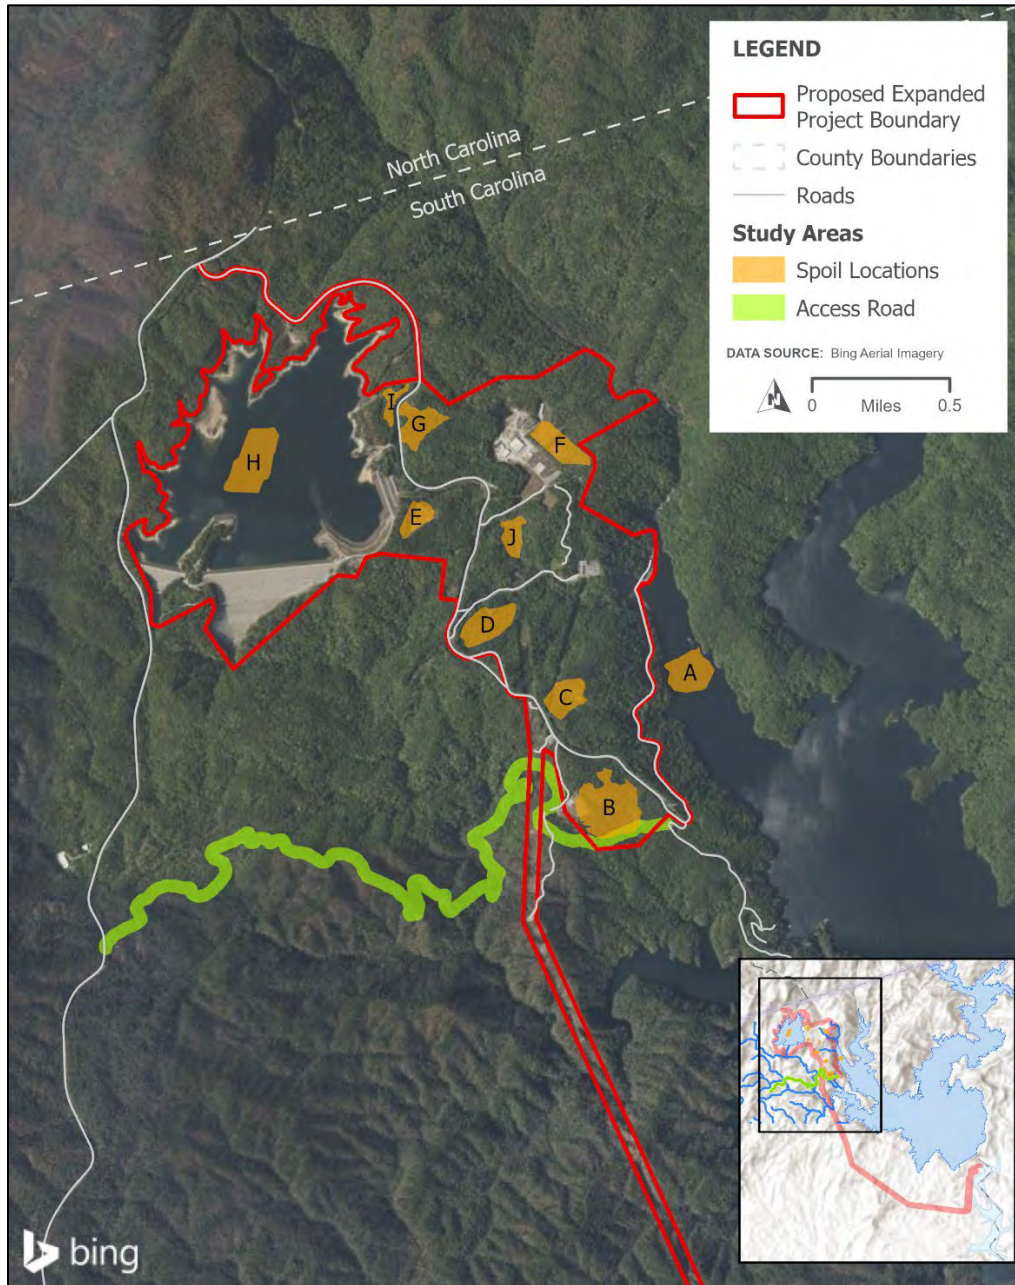 LEGEND
Proposed Expanded
Project Boundary
County Boundaries
Roads
Study Areas
Spoil Locations
Access Road
DATA SOURCE: Bing Aerial Imagery
N
0 Miles 0.5
North Carolina
South Carolina
I
G
F
H
E
J
D
A
C
B
bing